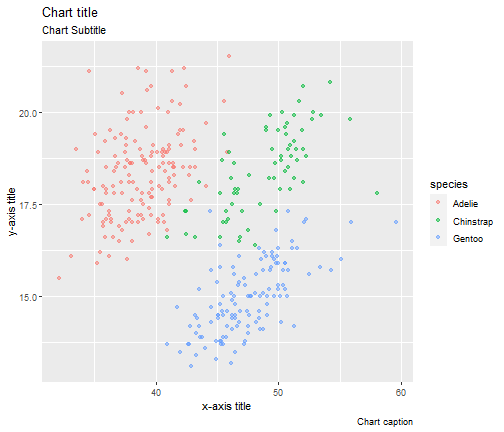 Chart title
Chart Subtitle
20.0
17.5
15.0
y-axis title
40
50
60
x-axis title
species
Adelie
Chinstrap
Gentoo
Chart caption